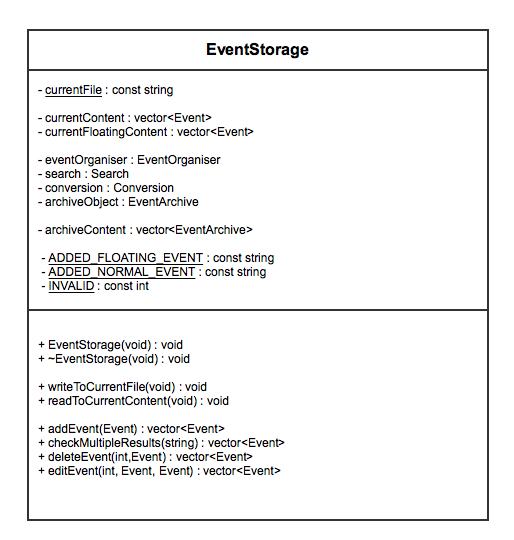 EventStorage
- currentFile : const string
- currentContent : vector<Event>
- currentFloatingContent : vector<Event>
- eventOrganiser : EventOrganiser
- search : Search
- conversion : Conversion
- archiveObject : EventArchive
- archiveContent : vector<EventArchive>
- ADDED_FLOATING_EVENT : const string
- ADDED_NORMAL_EVENT : const string
- INVALID : const int
+ EventStorage(void) : void
+ ~EventStorage(void) : void
+ writeToCurrentFile(void) : void
+ readToCurrentContent(void) : void
+ addEvent(Event) : vector<Event>
+ checkMultipleResults(string) : vector<Event>
+ deleteEvent(int,Event) : vector<Event>
+ editEvent(int, Event, Event) : vector<Event>